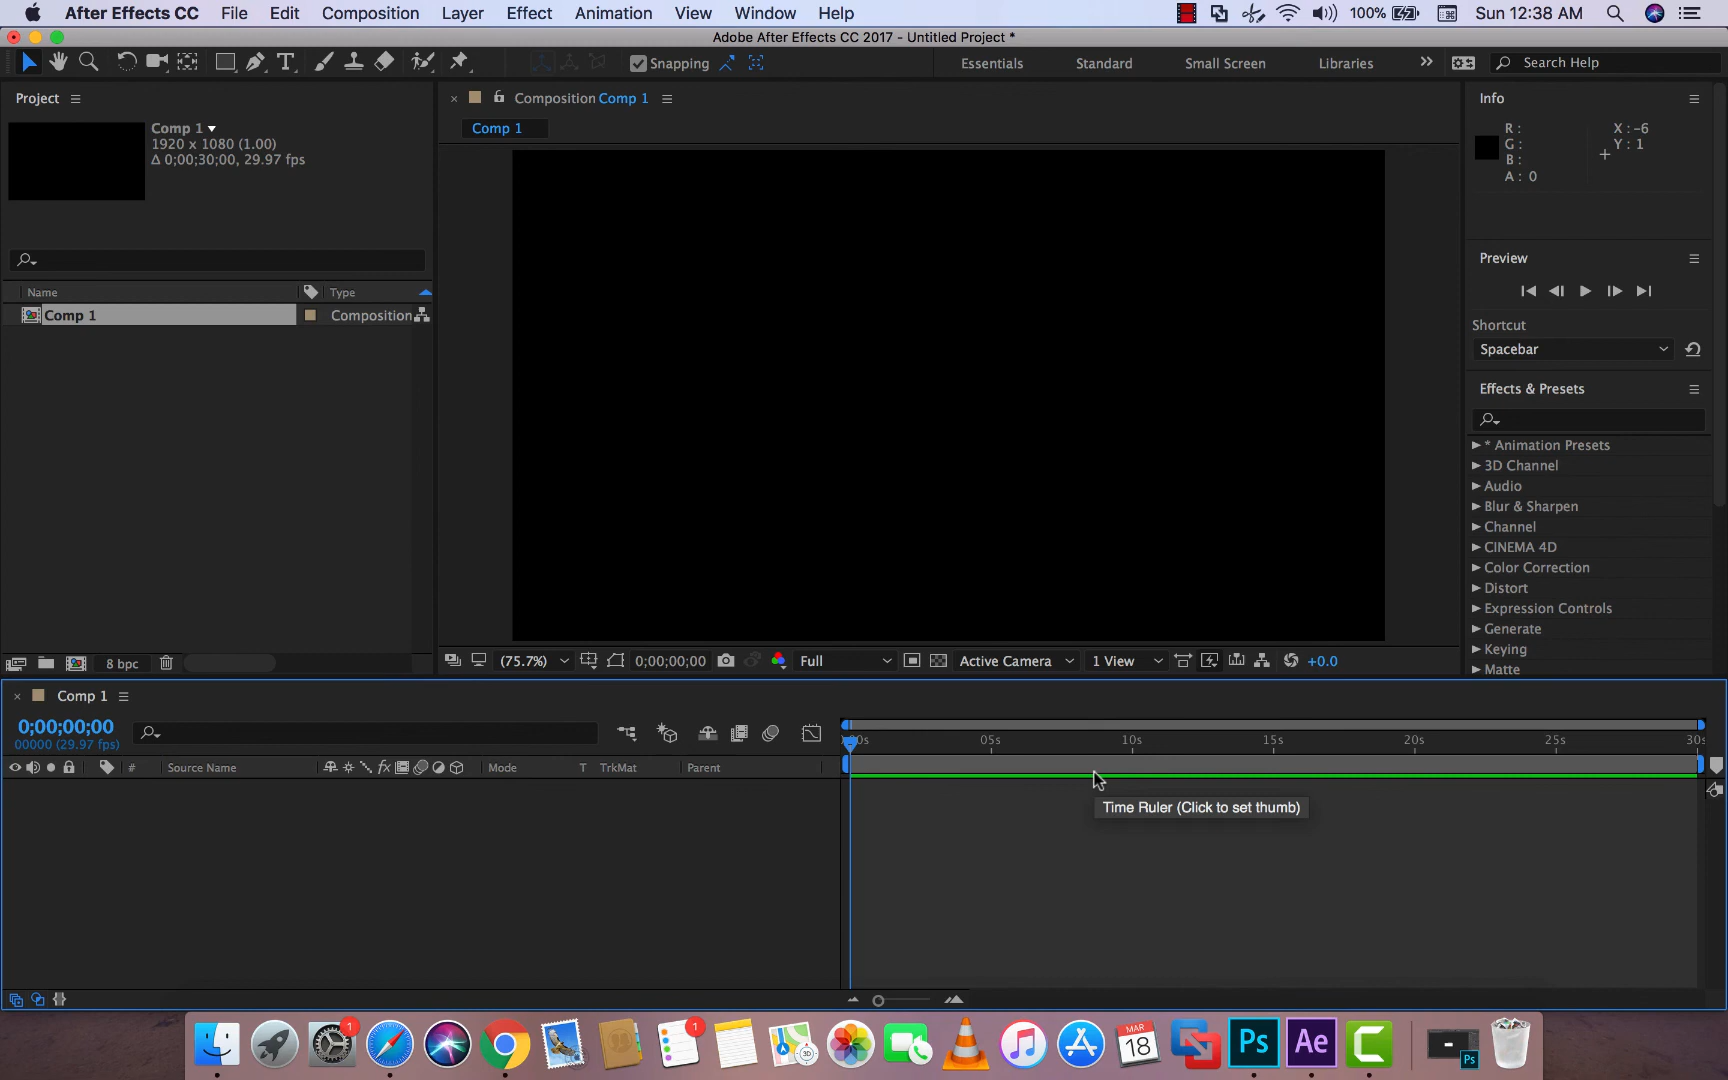 After Effects CC File Edit Composition Layer Effect Animation View Window Help 100% Sun 12:38 AM
Adobe After Effects CC 2017 - Untitled Project *
Snapping Essentials Standard Small Screen Libraries Search Help
Project
Comp 1
1920 x 1080 (1.00)
Δ 0;00;30;00, 29.97 fps
Name Type
Comp 1 Composition
8 bpc
Composition Comp 1
Comp 1
(75.7%) 0;00;00;00 Full Active Camera 1 View +0.0
Info
R : X : -6
G : Y : 1
B :
A : 0
Preview
Shortcut
Spacebar
Effects & Presets
* Animation Presets
3D Channel
Audio
Blur & Sharpen
Channel
CINEMA 4D
Color Correction
Distort
Expression Controls
Generate
Keying
Matte
Comp 1
0;00;00;00
00000 (29.97 fps)
05s 10s 15s 20s 25s
# Source Name Mode T TrkMat Parent
Time Ruler (Click to set thumb)
1 1 3D MAR 18 Ps Ae C Ps